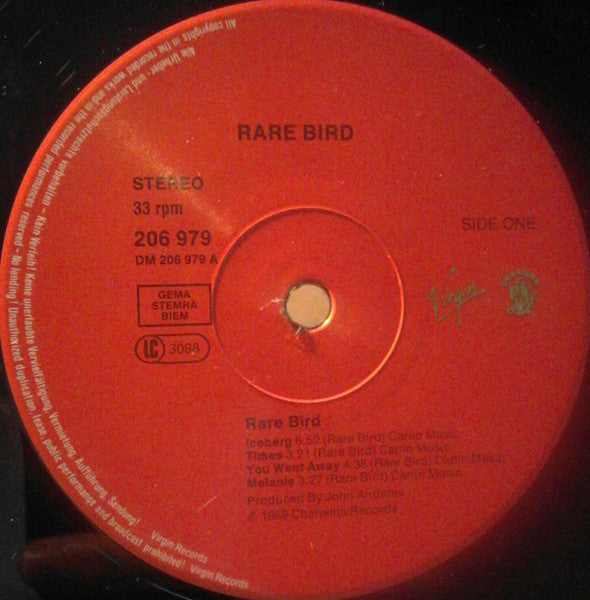 RARE BIRD
STEREO
33 rpm
206 979
DM 206 979 A
SIDE ONE
GEMA
STEMRA
BIEM
LC 3098
Virgin
Rare Bird
Iceberg 6:52 (Rare Bird) Carlin Music
Times 3:21 (Rare Bird) Carlin Music
You Went Away 4:38 (Rare Bird) Carlin Music
Melanie 3:27 (Rare Bird) Carlin Music
Produced By John Anthony
℗ 1969 Charisma Records
Alle Urheber- und Leistungsschutzrechte vorbehalten - Kein Verleih! Keine unerlaubte Vervielfältigung, Vermietung, Aufführung, Sendung! Virgin Records
All copyrights in the recorded works and in the recorded performances reserved - No lending! Unauthorized duplication, lease, public performance and broadcast prohibited! Virgin Records